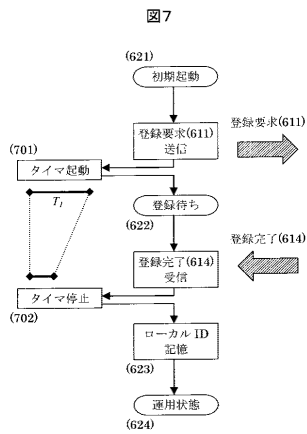 図7
(621)
初期起動
登録要求(611)
送信
登録要求(611)
(701)
タイマ起動
T1
登録待ち
(622)
登録完了(614)
登録完了(614)
受信
タイマ停止
(702)
ローカル ID
記憶
(623)
運用状態
(624)